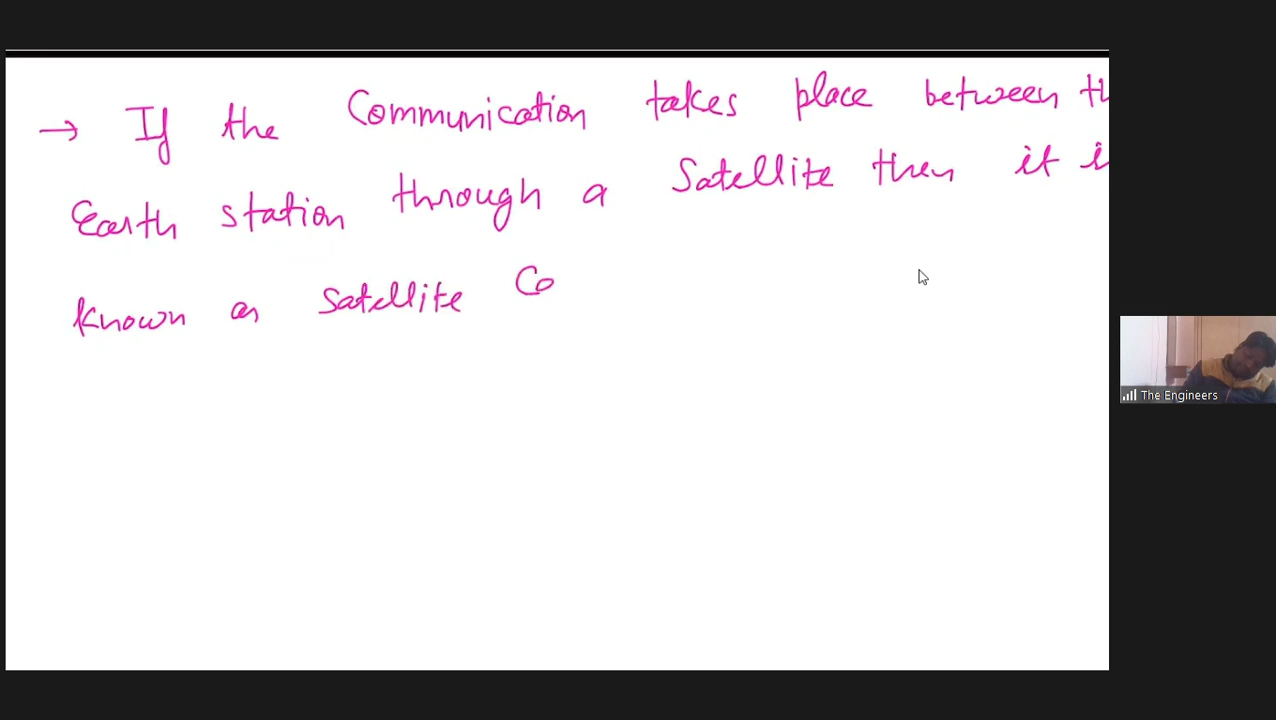 → If the Communication takes place between th
Earth station through a Satellite then it i
known as Satellite Co
The Engineers